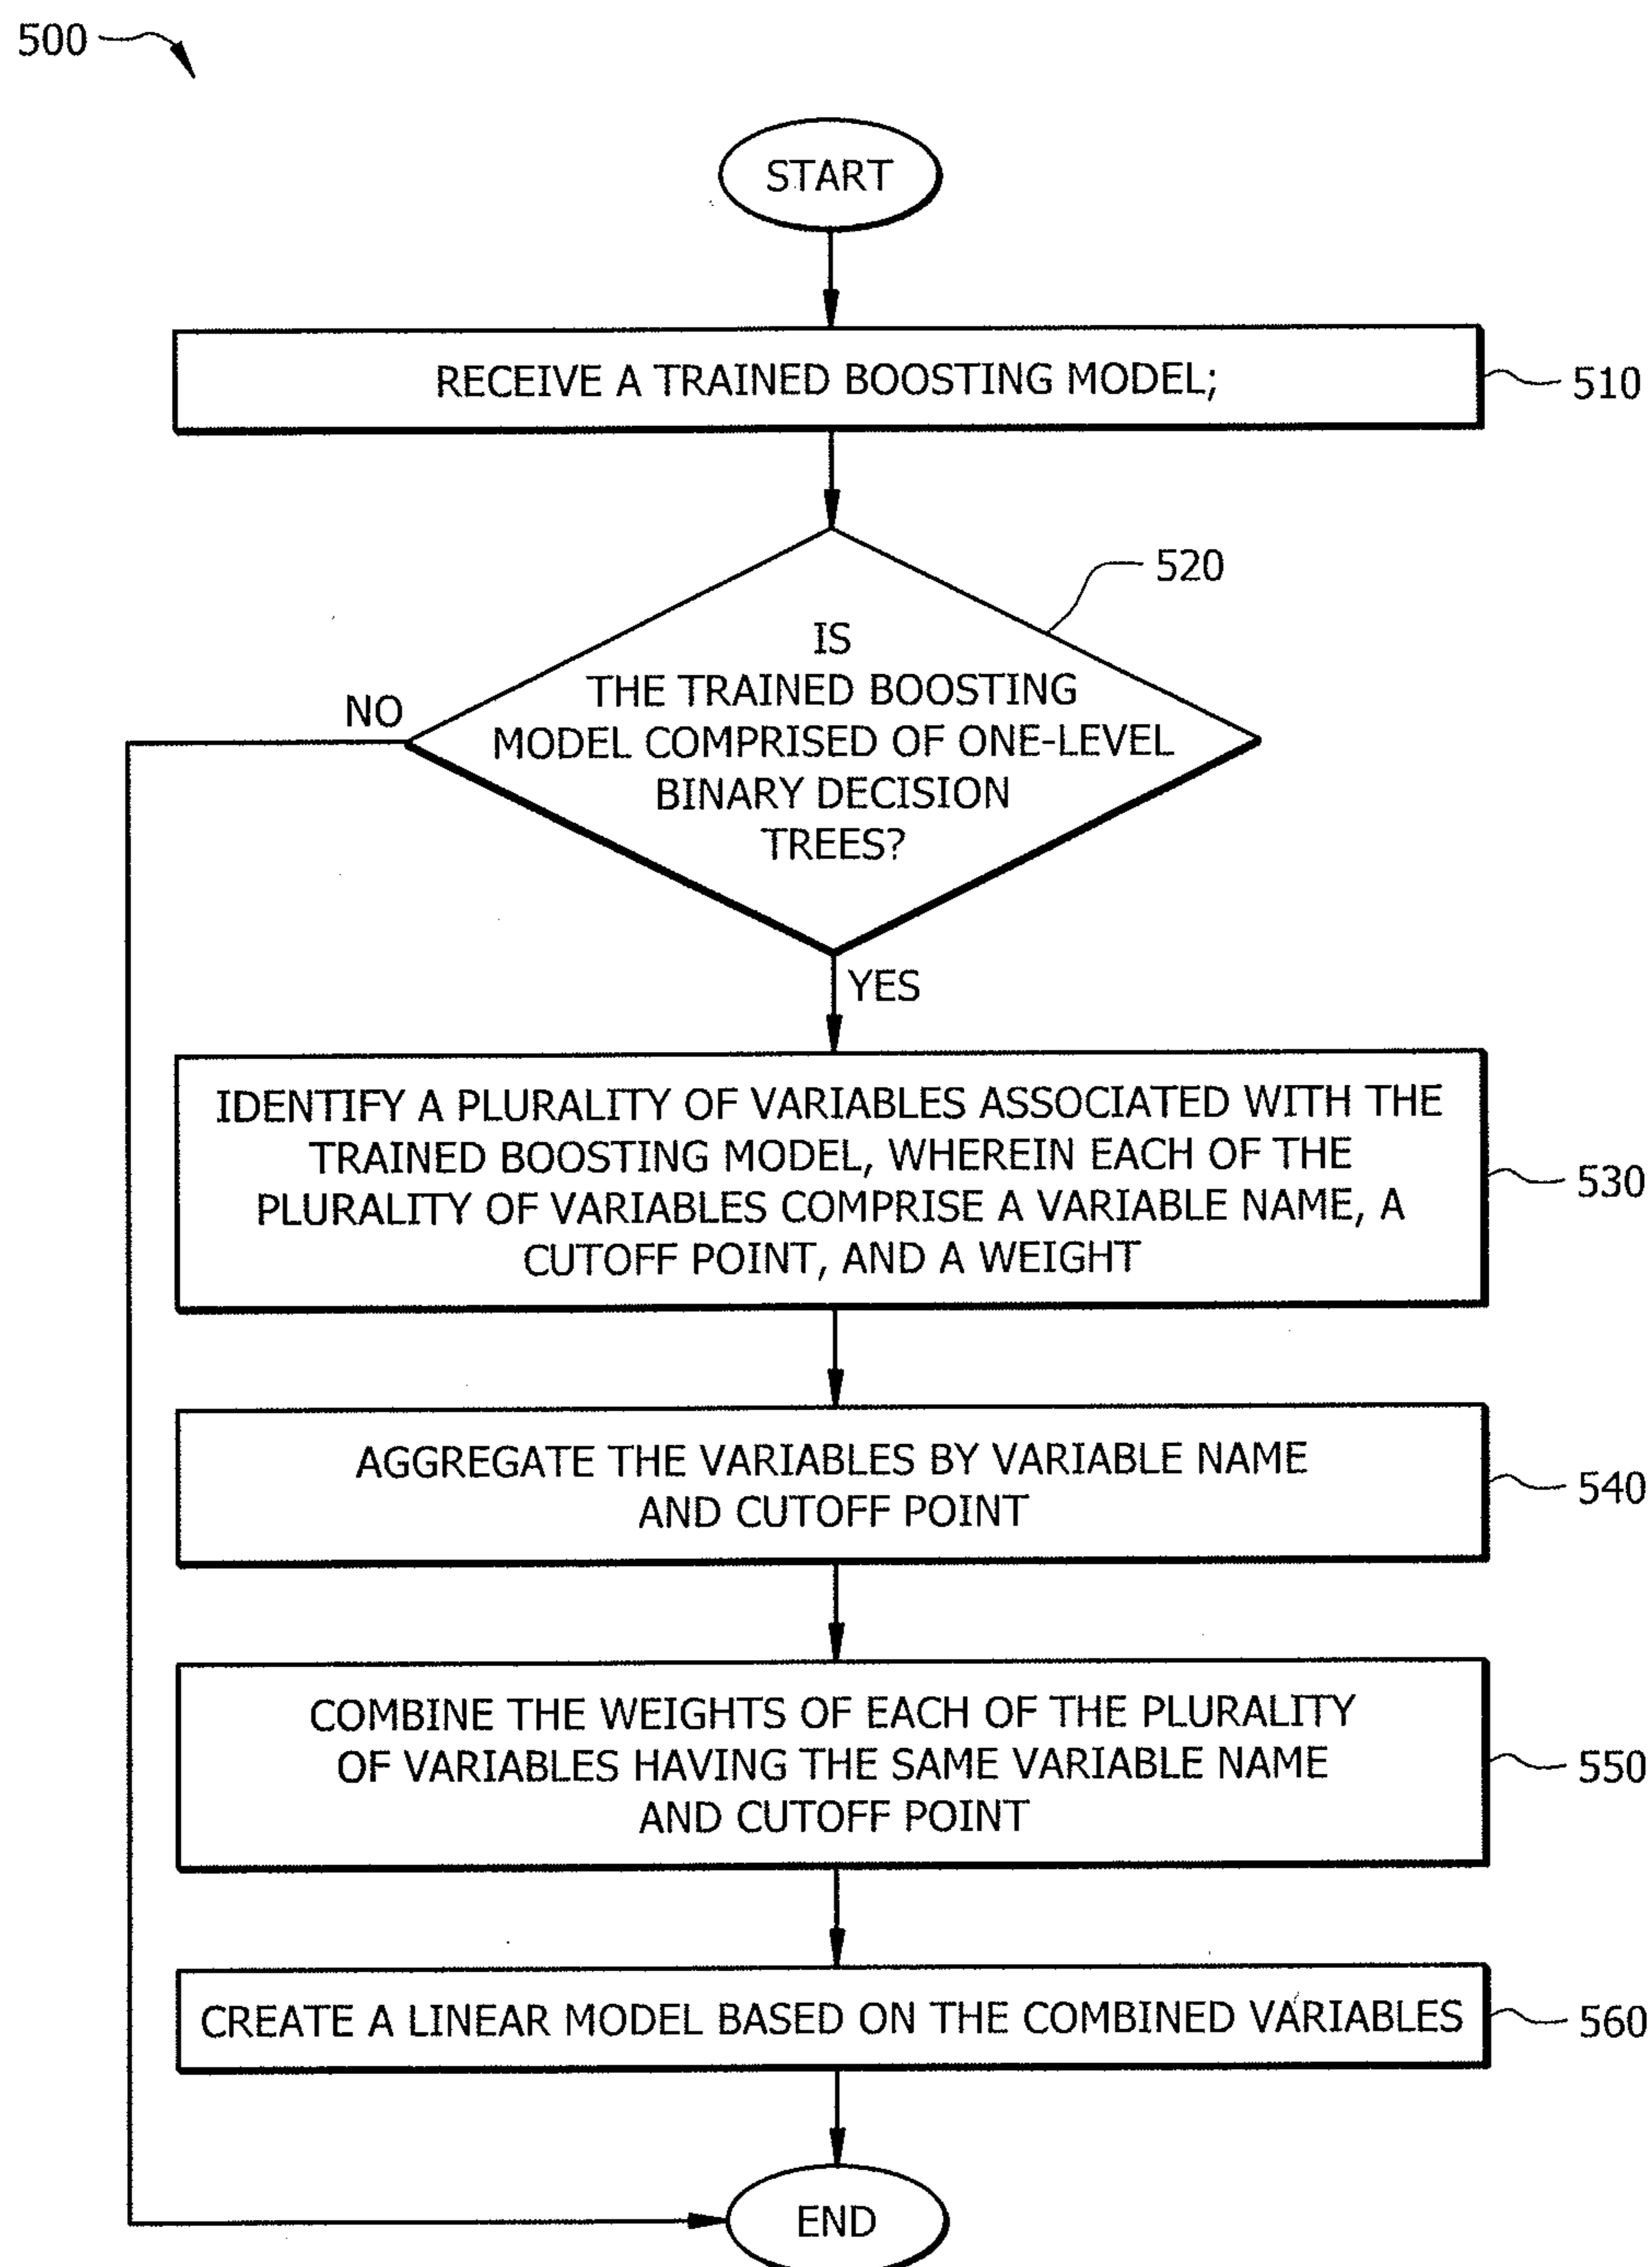 500
START
RECEIVE A TRAINED BOOSTING MODEL;
510
520
IS
THE TRAINED BOOSTING
MODEL COMPRISED OF ONE-LEVEL
BINARY DECISION
TREES?
NO
YES
IDENTIFY A PLURALITY OF VARIABLES ASSOCIATED WITH THE
TRAINED BOOSTING MODEL, WHEREIN EACH OF THE
PLURALITY OF VARIABLES COMPRISE A VARIABLE NAME, A
CUTOFF POINT, AND A WEIGHT
530
AGGREGATE THE VARIABLES BY VARIABLE NAME
AND CUTOFF POINT
540
COMBINE THE WEIGHTS OF EACH OF THE PLURALITY
OF VARIABLES HAVING THE SAME VARIABLE NAME
AND CUTOFF POINT
550
CREATE A LINEAR MODEL BASED ON THE COMBINED VARIABLES
560
END